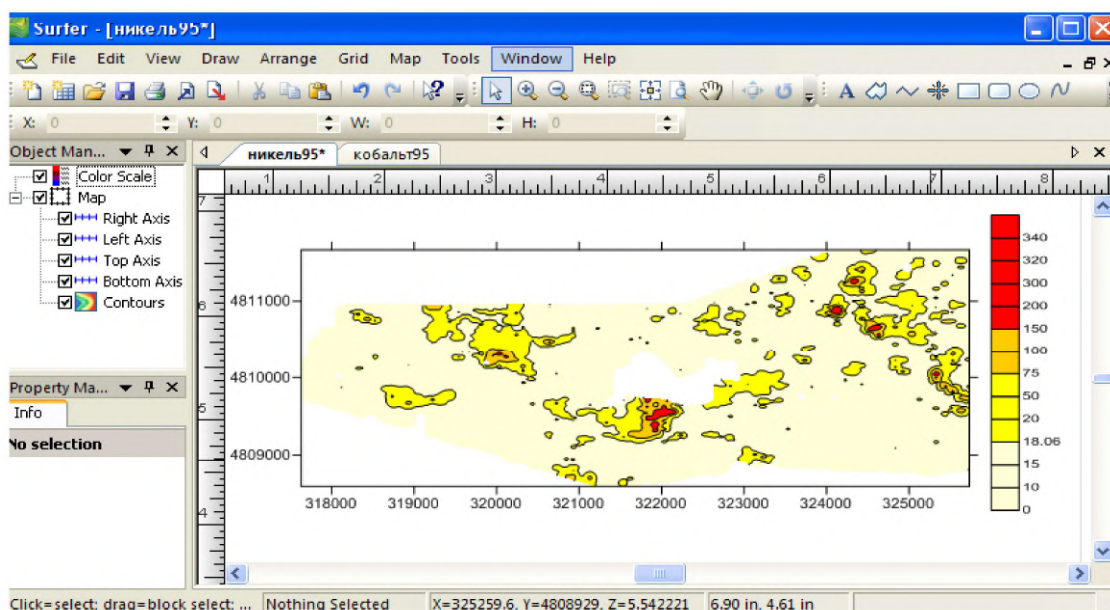 Surfer - [никель95*]
File Edit View Draw Arrange Grid Map Tools Window Help
X: 0 Y: 0 W: 0 H: 0
Object Man...
никель95* кобальт95
Color Scale
Map
Right Axis
Left Axis
Top Axis
Bottom Axis
Contours
Property Ma...
Info
No selection
1 2 3 4 5 6 7 8
7
6
5
4
4811000
4810000
4809000
318000 319000 320000 321000 322000 323000 324000 325000
340
320
300
200
150
100
75
50
20
18.06
15
10
0
Click=select; drag=block select; ... Nothing Selected X=325259.6, Y=4808929, Z=5.542221 6.90 in, 4.61 in